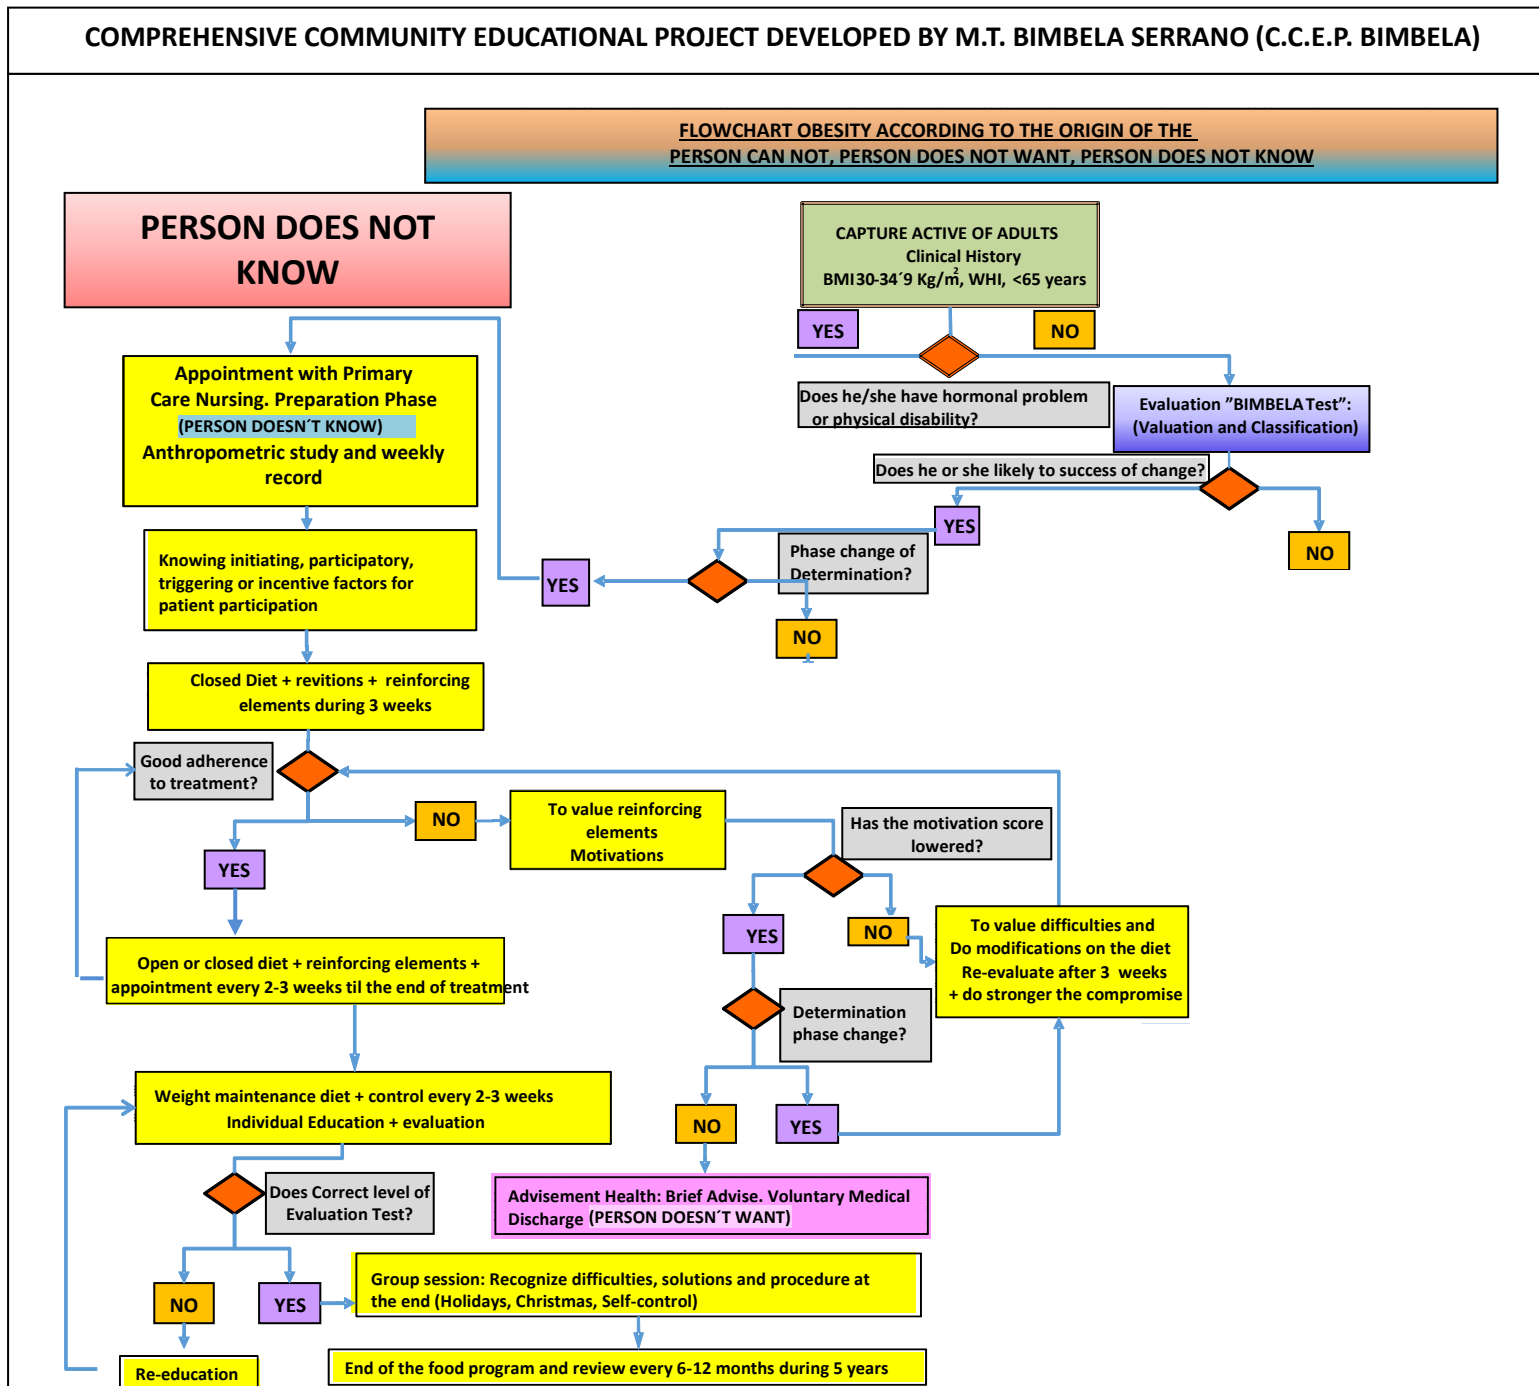 COMPREHENSIVE COMMUNITY EDUCATIONAL PROJECT DEVELOPED BY M.T. BIMBELA SERRANO (C.C.E.P. BIMBELA)
FLOWCHART OBESITY ACCORDING TO THE ORIGIN OF THE
PERSON CAN NOT, PERSON DOES NOT WANT, PERSON DOES NOT KNOW
PERSON DOES NOT
KNOW
CAPTURE ACTIVE OF ADULTS
Clinical History
BMI30-34´9 Kg/m², WHI, <65 years
YES
NO
Does he/she have hormonal problem
or physical disability?
Evaluation ”BIMBELA Test”:
(Valuation and Classification)
Does he or she likely to success of change?
YES
NO
Phase change of
Determination?
YES
NO
Appointment with Primary
Care Nursing. Preparation Phase
(PERSON DOESN´T KNOW)
Anthropometric study and weekly
record
Knowing initiating, participatory,
triggering or incentive factors for
patient participation
Closed Diet + revitions + reinforcing
elements during 3 weeks
Good adherence
to treatment?
NO
YES
To value reinforcing
elements
Motivations
Has the motivation score
lowered?
YES
NO
To value difficulties and
Do modifications on the diet
Re-evaluate after 3 weeks
+ do stronger the compromise
Open or closed diet + reinforcing elements +
appointment every 2-3 weeks til the end of treatment
Determination
phase change?
NO
YES
Weight maintenance diet + control every 2-3 weeks
Individual Education + evaluation
Does Correct level of
Evaluation Test?
Advisement Health: Brief Advise. Voluntary Medical
Discharge (PERSON DOESN´T WANT)
NO
YES
Group session: Recognize difficulties, solutions and procedure at
the end (Holidays, Christmas, Self-control)
Re-education
End of the food program and review every 6-12 months during 5 years